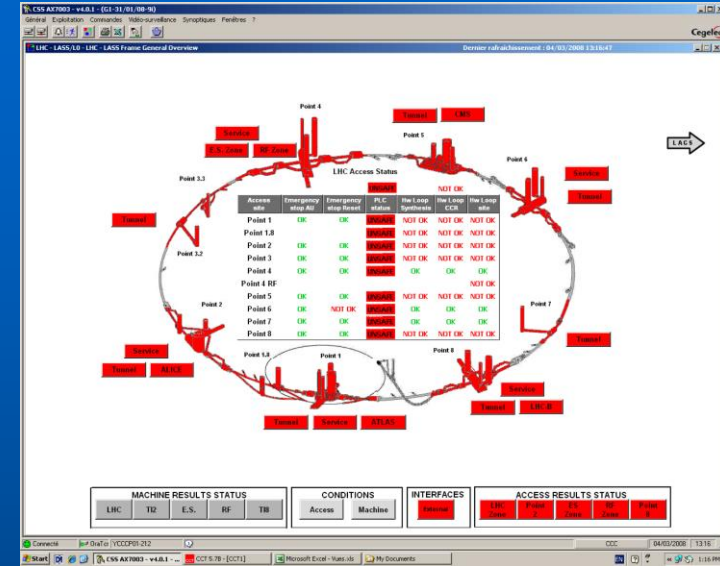 CSS AX7003 - v4.0.1 - (G1-31/01/08-9i)
Général Exploitation Commandes Vidéo-surveillance Synoptiques Fenêtres ?
Cegelec
LHC - LASS/L0 - LHC - LASS Frame General Overview Dernier rafraîchissement : 04/03/2008 13:16:47
Point 4
Tunnel CMS
Service
Point 5
E.S. Zone RF Zone
LAGS
LHC Access Status
Point 6
Service
Point 3.3
UNSAFE NOT OK
Tunnel
Access site Emergency stop AU Emergency stop Reset PLC status Hw Loop Synthesis Hw Loop CCR Hw Loop site
Tunnel
Point 1 OK OK UNSAFE NOT OK NOT OK NOT OK
Point 1.8 UNSAFE NOT OK NOT OK NOT OK
Point 2 OK OK UNSAFE NOT OK NOT OK NOT OK
Point 3.2
Point 3 OK OK UNSAFE NOT OK NOT OK NOT OK
Point 4 OK OK UNSAFE OK OK OK
Point 4 RF NOT OK
Point 5 OK OK UNSAFE NOT OK NOT OK NOT OK
Point 6 OK NOT OK UNSAFE OK OK OK
Point 7 OK OK UNSAFE OK OK OK
Point 8 OK OK UNSAFE NOT OK NOT OK NOT OK
Point 2
Point 7
Tunnel
Service
Tunnel ALICE
Point 1.8
Point 1
Point 8
Service
Tunnel LHC-B
Tunnel Service ATLAS
MACHINE RESULTS STATUS
LHC TI2 E.S. RF TI8
CONDITIONS
Access Machine
INTERFACES
External
ACCESS RESULTS STATUS
LHC Zone Point 2 ES Zone RF Zone Point 8
Connecté OraTcr YCCCP01-212 CCC 04/03/2008 13:16
Start CSS AX7003 - v4.0.1 - ... CCT 5.7B - [CCT1] Microsoft Excel - Vues.xls My Documents EN 1:16 PM